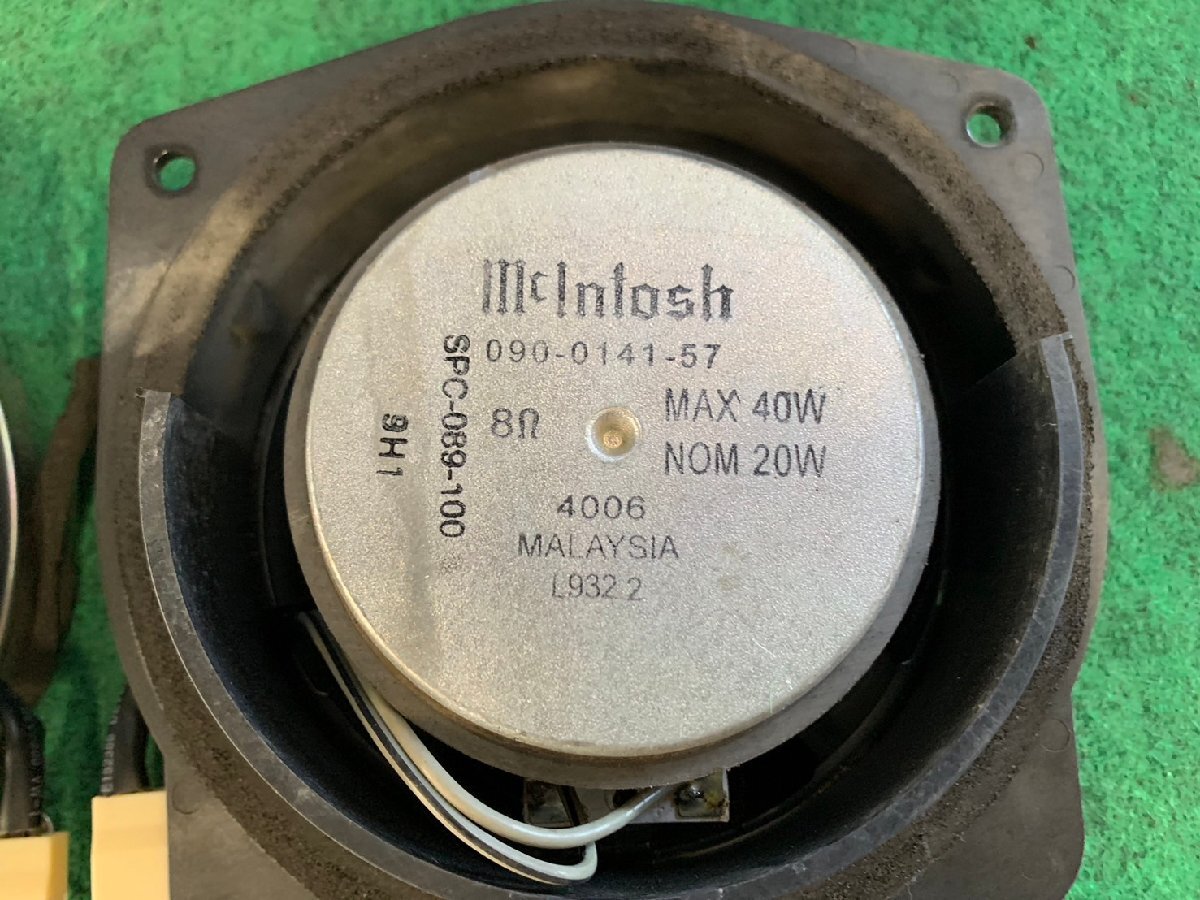 McIntosh
090-0141-57
8Ω
MAX 40W
NOM 20W
4006
MALAYSIA
L932 2
SPC-089-100
9H1